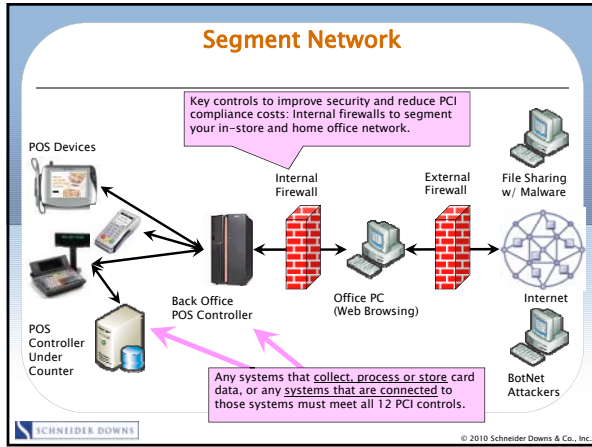 Segment Network
Key controls to improve security and reduce PCI
compliance costs: Internal firewalls to segment
your in-store and home office network.
POS Devices
Internal
Firewall
External
Firewall
File Sharing
w/ Malware
Back Office
POS Controller
Office PC
(Web Browsing)
Internet
POS
Controller
Under
Counter
Any systems that collect, process or store card
data, or any systems that are connected to
those systems must meet all 12 PCI controls.
BotNet
Attackers
SCHNEIDER DOWNS
© 2010 Schneider Downs & Co., Inc.